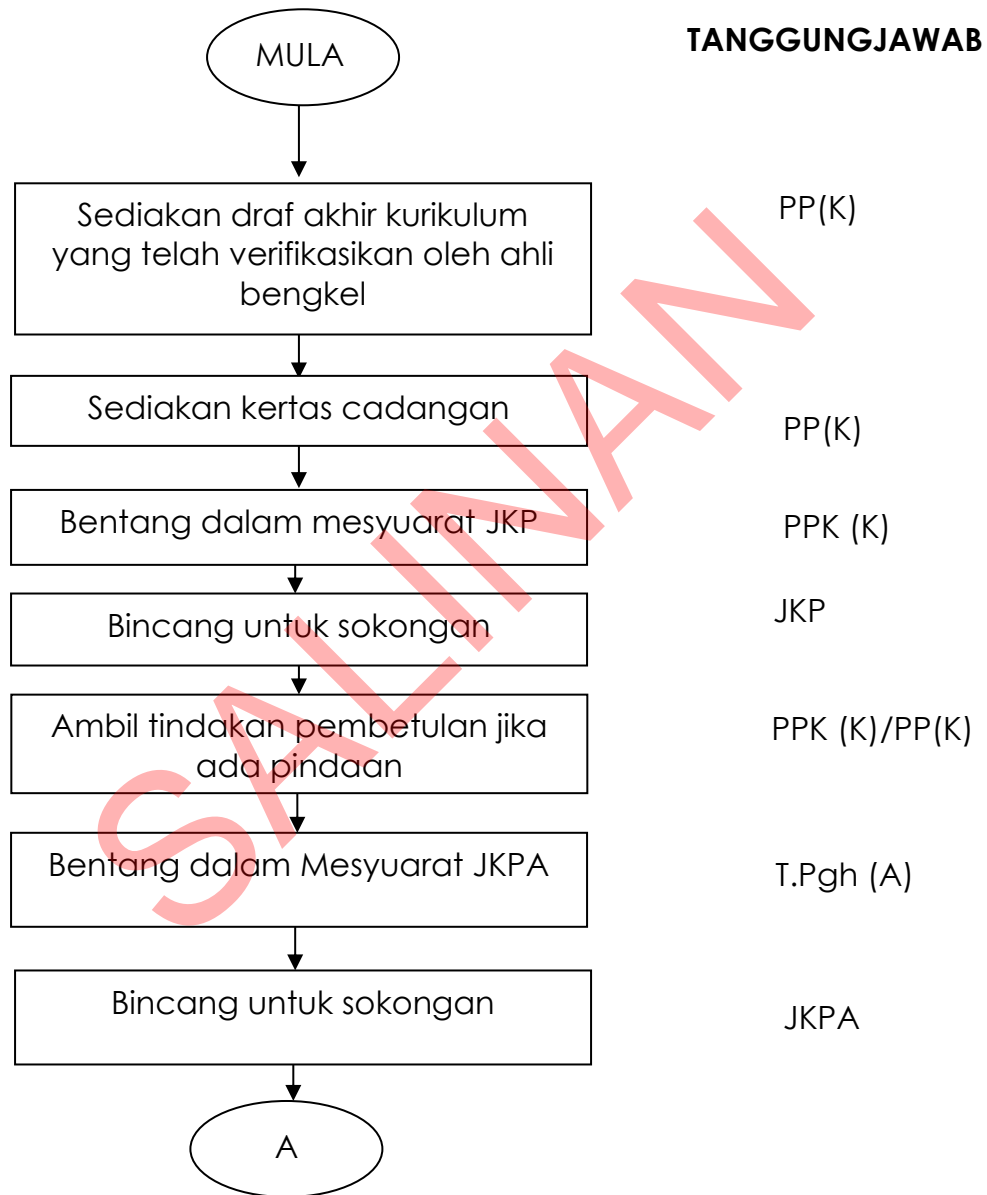 MULA
TANGGUNGJAWAB
Sediakan draf akhir kurikulum
yang telah verifikasikan oleh ahli
bengkel
PP(K)
Sediakan kertas cadangan
PP(K)
Bentang dalam mesyuarat JKP
PPK (K)
Bincang untuk sokongan
JKP
Ambil tindakan pembetulan jika
ada pindaan
PPK (K)/PP(K)
Bentang dalam Mesyuarat JKPA
T.Pgh (A)
Bincang untuk sokongan
JKPA
A
SALINAN